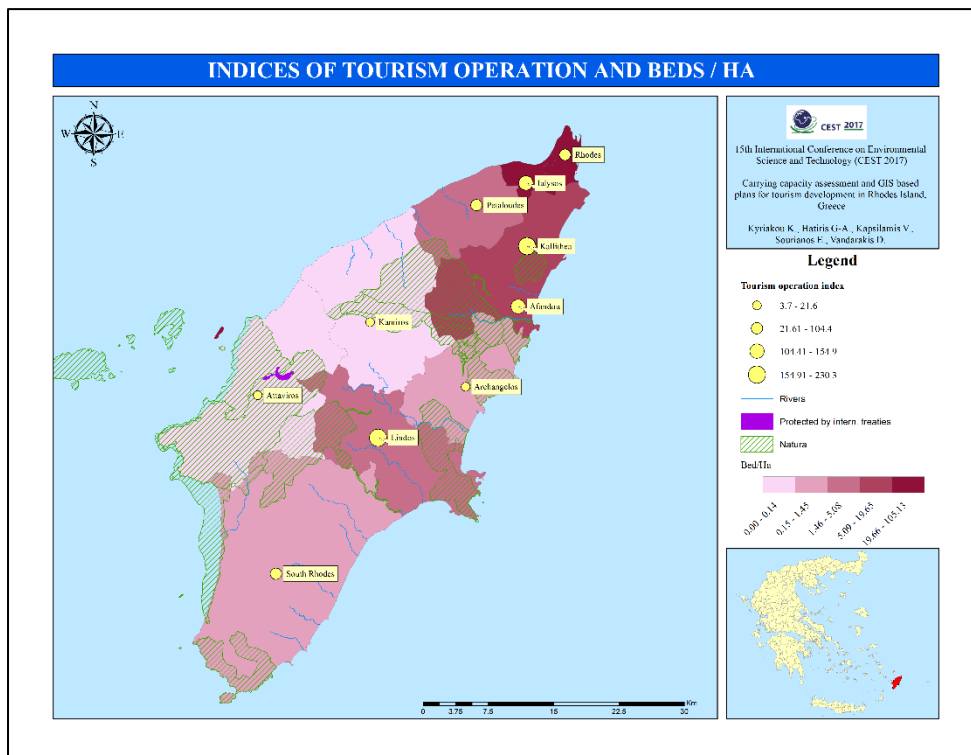 INDICES OF TOURISM OPERATION AND BEDS / HA
N
W
E
S
Rhodes
Ialysos
Petaloudes
Kallithea
Afandou
Kamiros
Archangelos
Attaviros
Lindos
South Rhodes
Km
0 3.75 7.5 15 22.5 30
CEST 2017
15th International Conference on Environmental
Science and Technology (CEST 2017)
Carrying capacity assessment and GIS based
plans for tourism development in Rhodes Island,
Greece
Kyriakou K., Hatiris G-A., Kapsilamis V.,
Sourianos E., Vandarakis D.
Legend
Tourism operation index
3.7 - 21.6
21.61 - 104.4
104.41 - 154.9
154.91 - 230.3
Rivers
Protected by intern. treaties
Natura
Bed/Ha
0.00 - 0.14
0.15 - 1.45
1.46 - 5.08
5.09 - 19.65
19.66 - 105.13